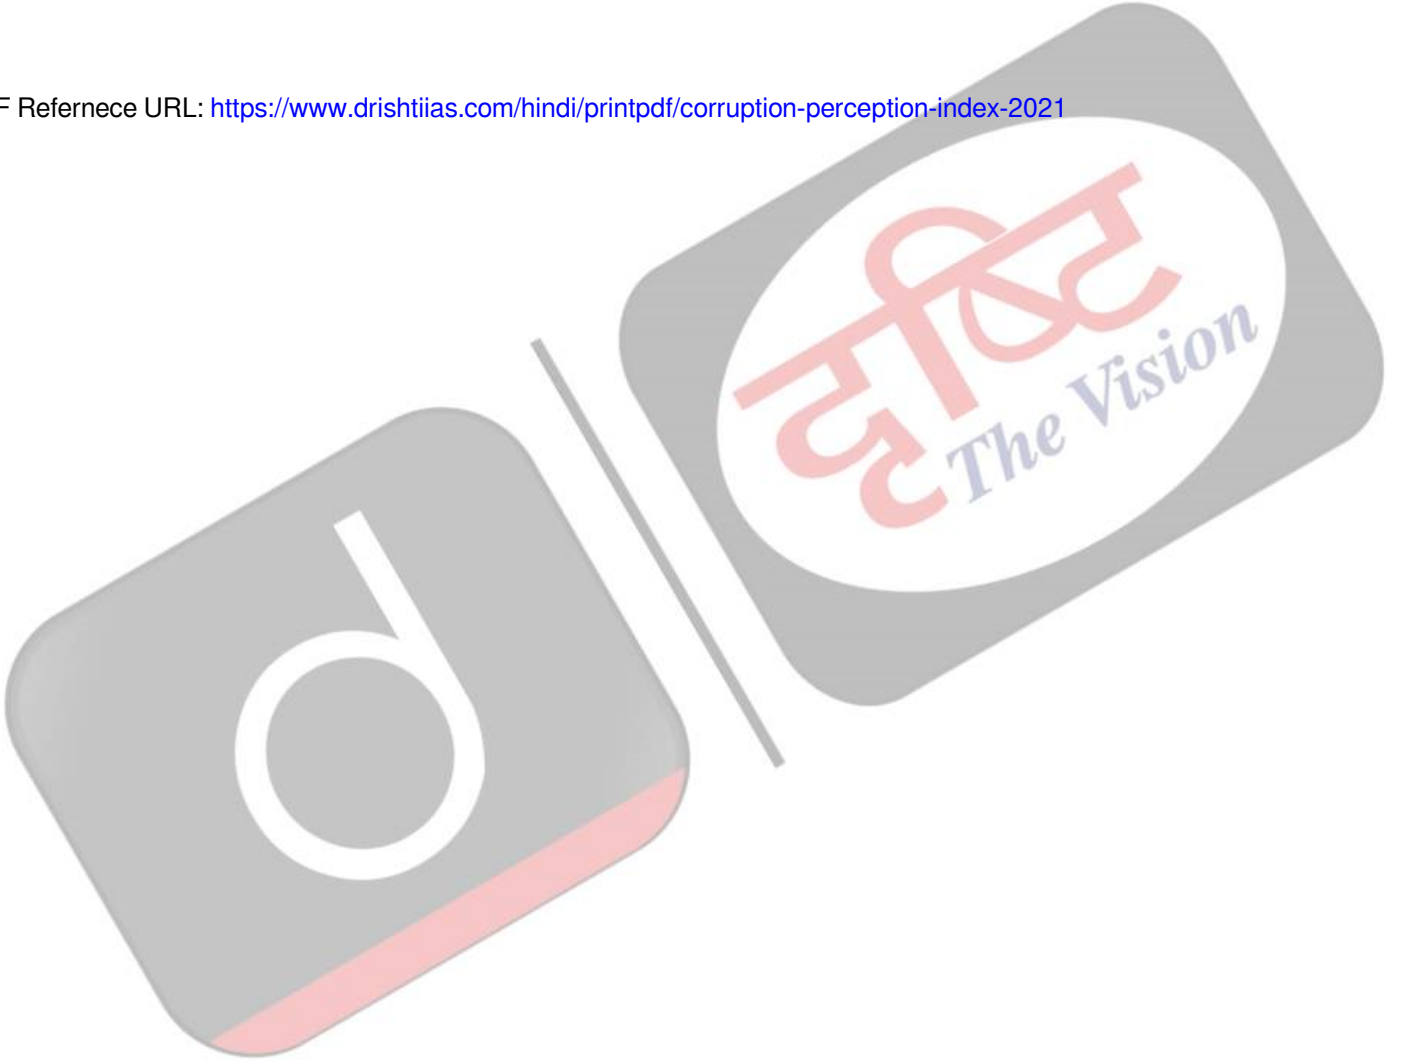 F Refernece URL: https://www.drishtiias.com/hindi/printpdf/corruption-perception-index-2021
दृष्टि
The Vision
d